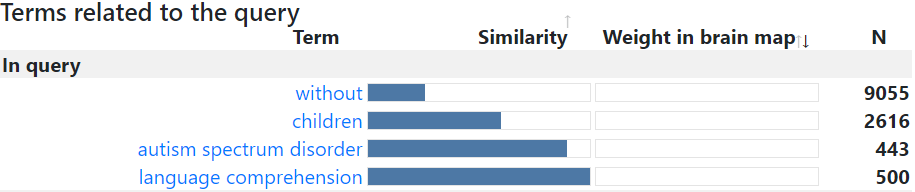 Terms related to the query
Term Similarity↑ Weight in brain map↑↓ N
In query
without 9055
children 2616
autism spectrum disorder 443
language comprehension 500